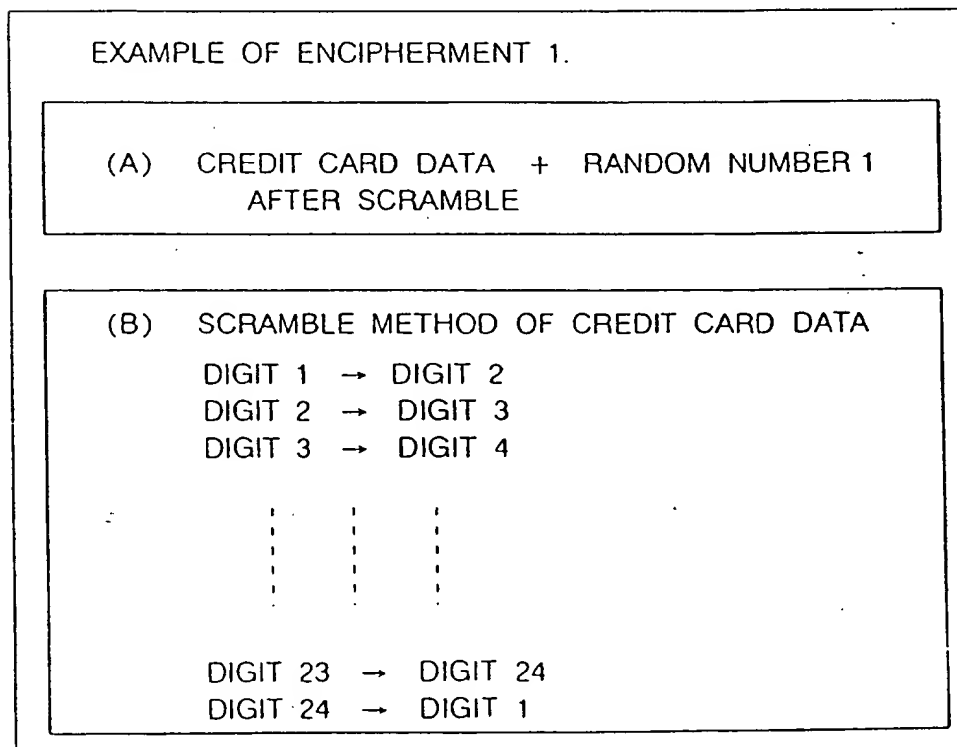 EXAMPLE OF ENCIPHERMENT 1.
(A) CREDIT CARD DATA + RANDOM NUMBER 1
AFTER SCRAMBLE
(B) SCRAMBLE METHOD OF CREDIT CARD DATA
DIGIT 1 → DIGIT 2
DIGIT 2 → DIGIT 3
DIGIT 3 → DIGIT 4
DIGIT 23 → DIGIT 24
DIGIT 24 → DIGIT 1